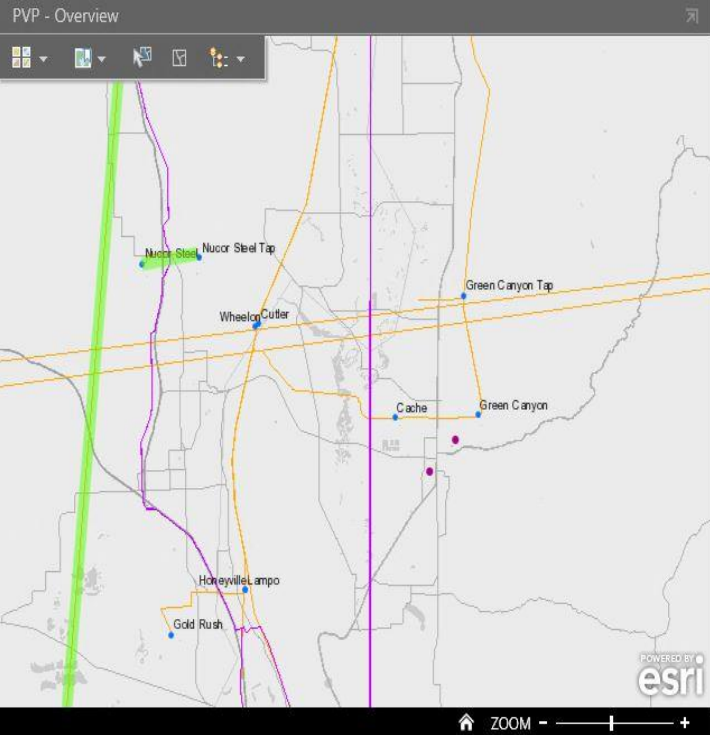 PVP - Overview
Nucor Steel
Nucor Steel Tap
Green Canyon Tap
Wheelon
Cutler
Cache
Green Canyon
Honeyville
Lampo
Gold Rush
POWERED BY
esri
ZOOM - +